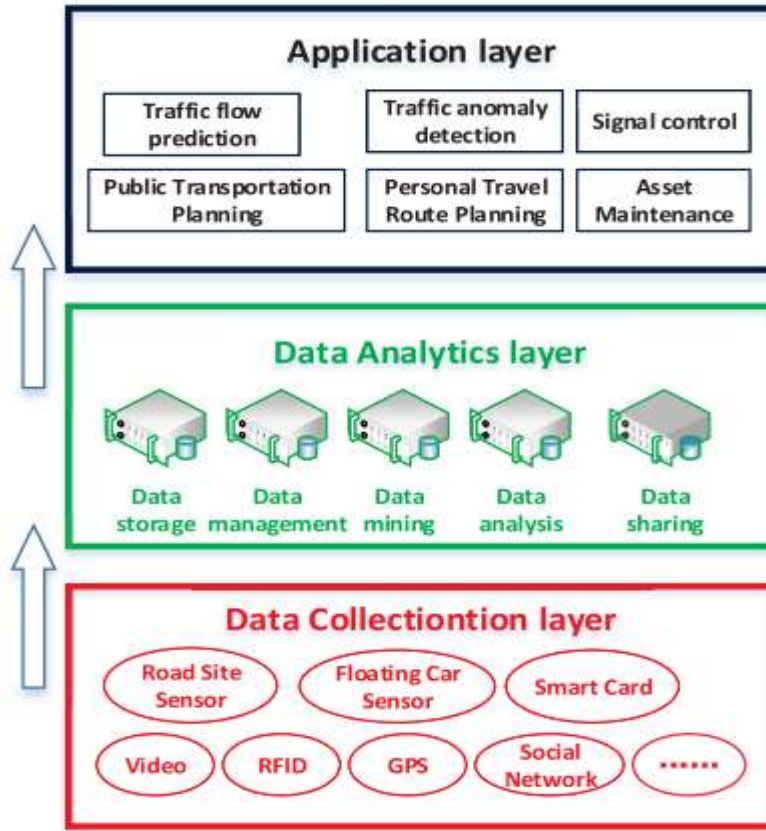 Application layer
Traffic flow
prediction
Traffic anomaly
detection
Signal control
Public Transportation
Planning
Personal Travel
Route Planning
Asset
Maintenance
Data Analytics layer
Data
storage
Data
management
Data
mining
Data
analysis
Data
sharing
Data Collectiontion layer
Road Site
Sensor
Floating Car
Sensor
Smart Card
Video
RFID
GPS
Social
Network
······